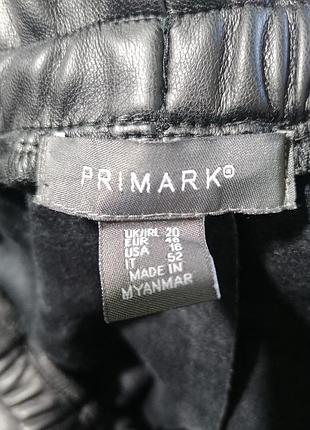 PRIMARK®
UK/IRL 20
EUR 48
USA 16
IT 52
MADE IN
MYANMAR